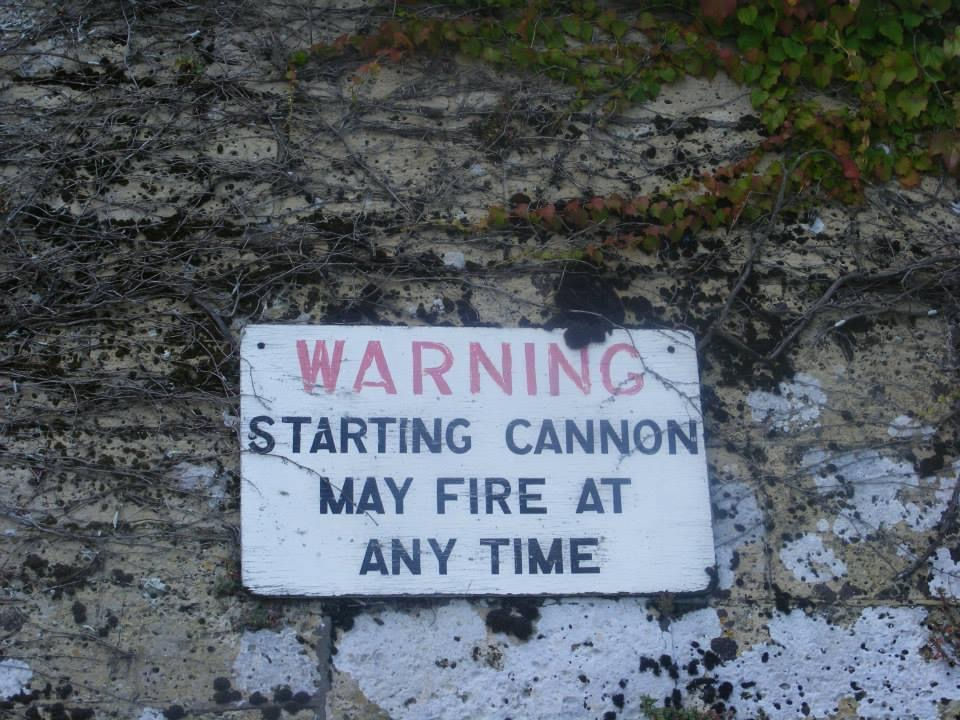 WARNING
STARTING CANNON
MAY FIRE AT
ANY TIME